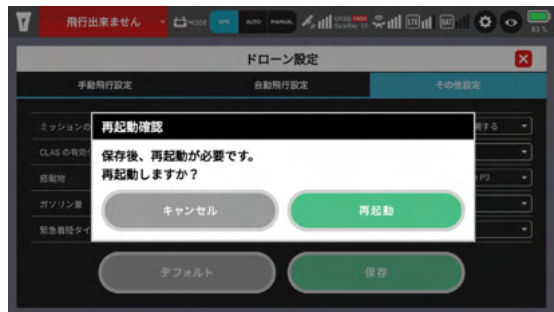 飛行出来ません
MODE GPS AUTO MANUAL GNSS Satellite: LTE SAT
83%
ドローン設定
手動飛行設定 自動飛行設定 その他設定
ミッションの
する
CLAS の有効
搭載物
P3
ガソリン量
緊急着陸タイ
再起動確認
保存後、再起動が必要です。
再起動しますか？
キャンセル 再起動
デフォルト 保存